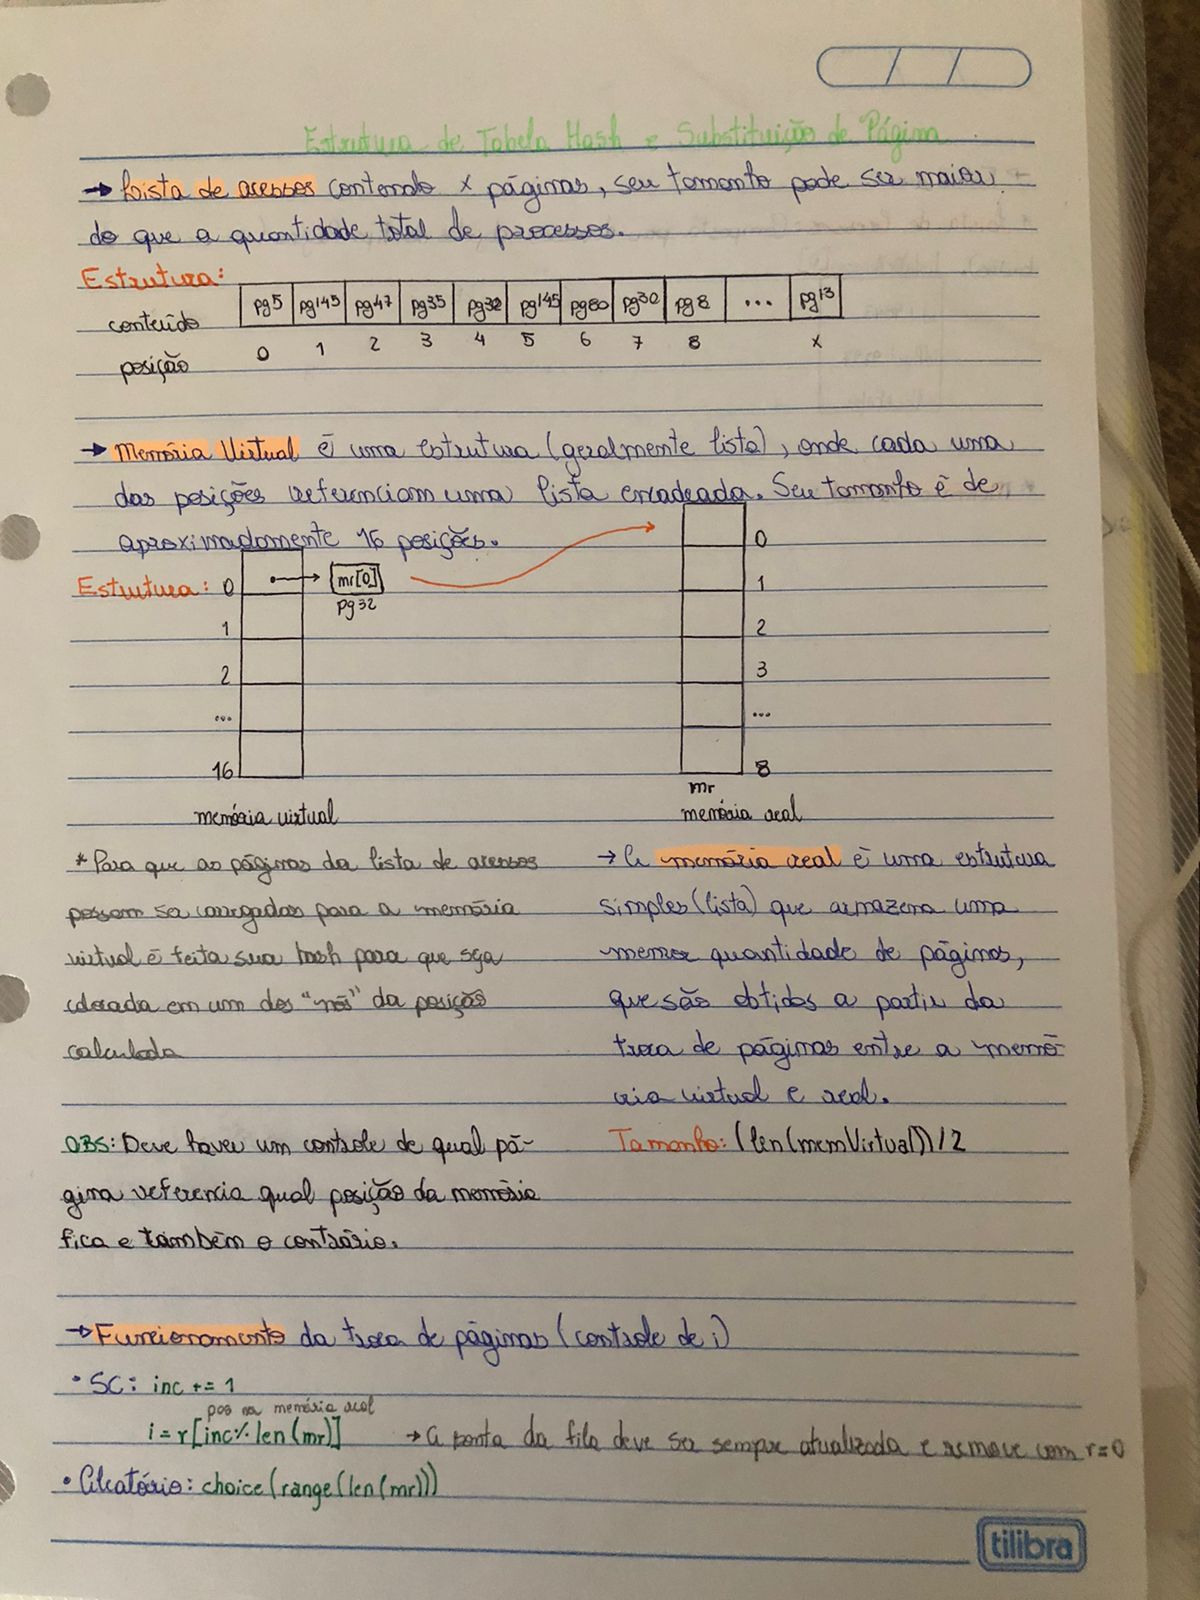 Estrutura de Tabela Hash e Substituição de Página
→ Lista de acessos contendo x páginas, seu tamanho pode ser maior
do que a quantidade total de processos.
Estrutura:
conteúdo pg5 pg145 pg47 pg35 pg32 pg145 pg80 pg30 pg8 ... pg13
posição 0 1 2 3 4 5 6 7 8 x
→ Memória Virtual é uma estrutura (geralmente lista), onde cada uma
das posições referenciam uma lista encadeada. Seu tamanho é de
aproximadamente 16 posições.
Estrutura:
0
1
2
...
16
mr[0]
pg32
memória virtual
0
1
2
3
...
8
mr
memória real
* Para que as páginas da lista de acessos
possam ser carregadas para a memória
virtual é feita sua hash para que seja
colocada em um dos "nós" da posição
calculada
→ A memória real é uma estrutura
simples (lista) que armazena uma
menor quantidade de páginas,
que são obtidos a partir da
troca de páginas entre a memó-
ria virtual e real.
OBS: Deve haver um controle de qual pá-
gina referencia qual posição da memória
fica e também o contrário.
Tamanho: (len(memVirtual))/2
→ Funcionamento da troca de páginas (controle de i)
• SC: inc += 1
pos na memória real
i = r[inc % len(mr)] → A ponta da fila deve ser sempre atualizada e remove com r=0
• Aleatório: choice(range(len(mr)))
tilibra